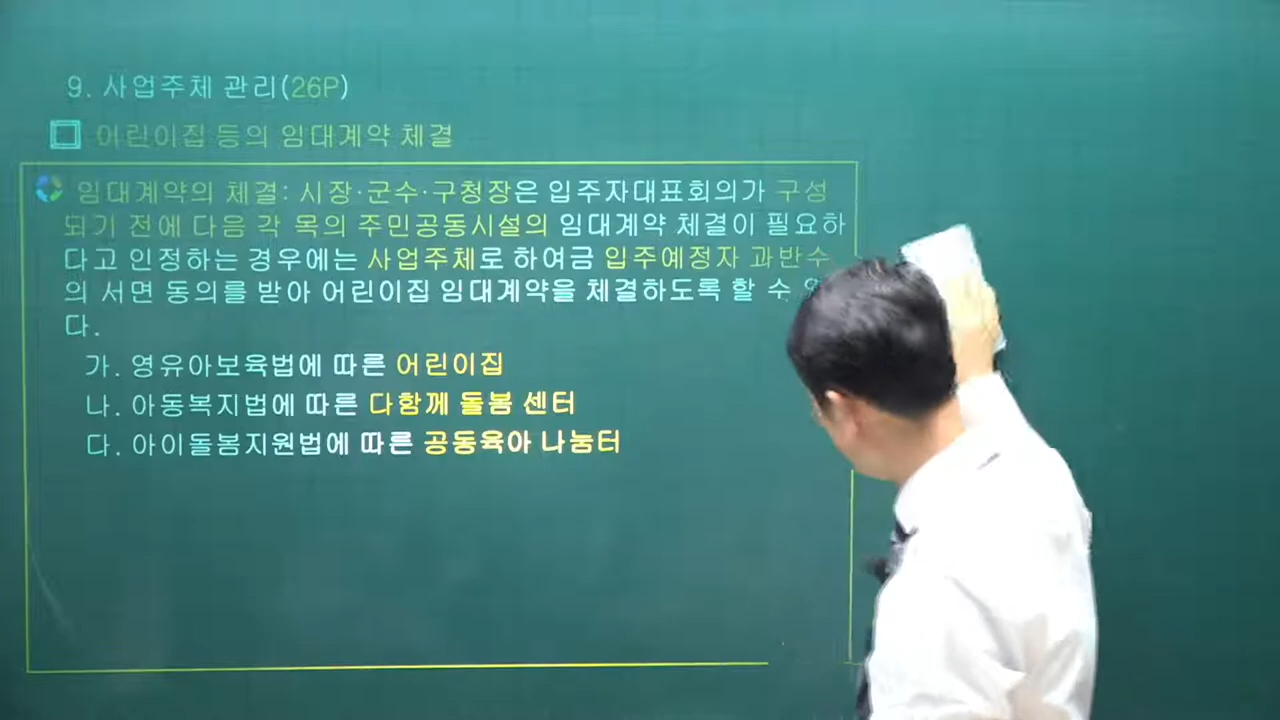 9. 사업주체 관리(26P)
어린이집 등의 임대계약 체결
임대계약의 체결: 시장·군수·구청장은 입주자대표회의가 구성
되기 전에 다음 각 목의 주민공동시설의 임대계약 체결이 필요하
다고 인정하는 경우에는 사업주체로 하여금 입주예정자 과반수
의 서면 동의를 받아 어린이집 임대계약을 체결하도록 할 수
다.
가. 영유아보육법에 따른 어린이집
나. 아동복지법에 따른 다함께 돌봄 센터
다. 아이돌봄지원법에 따른 공동육아 나눔터